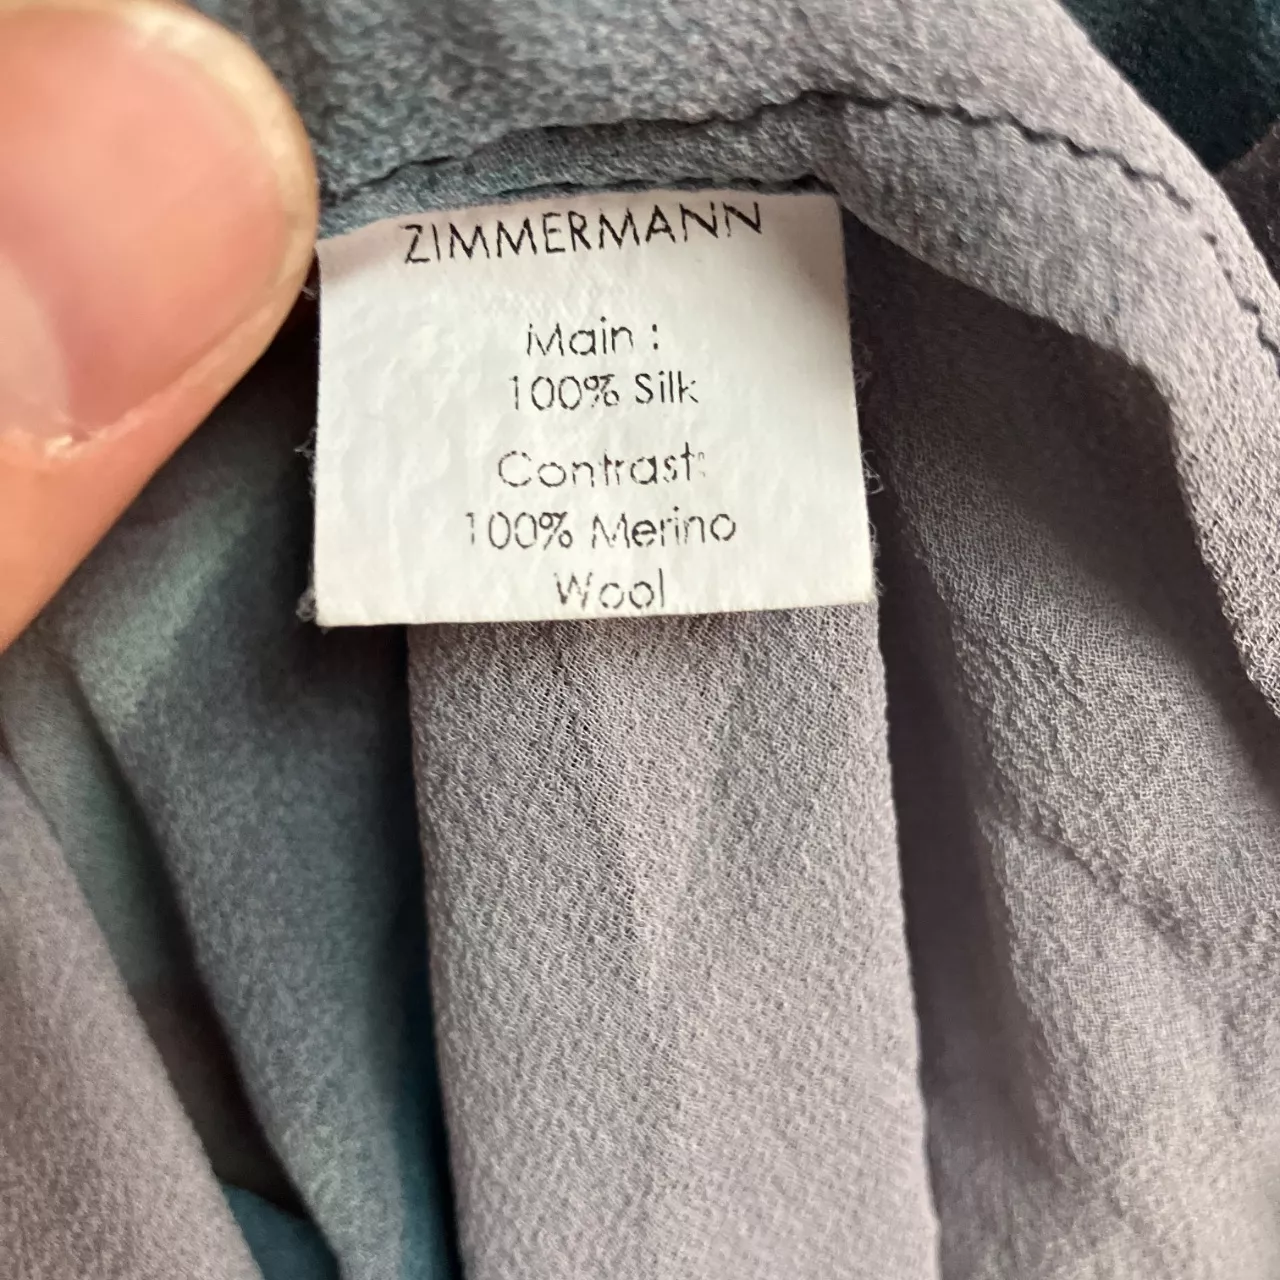 ZIMMERMANN
Main :
100% Silk
Contrast:
100% Merino
Wool